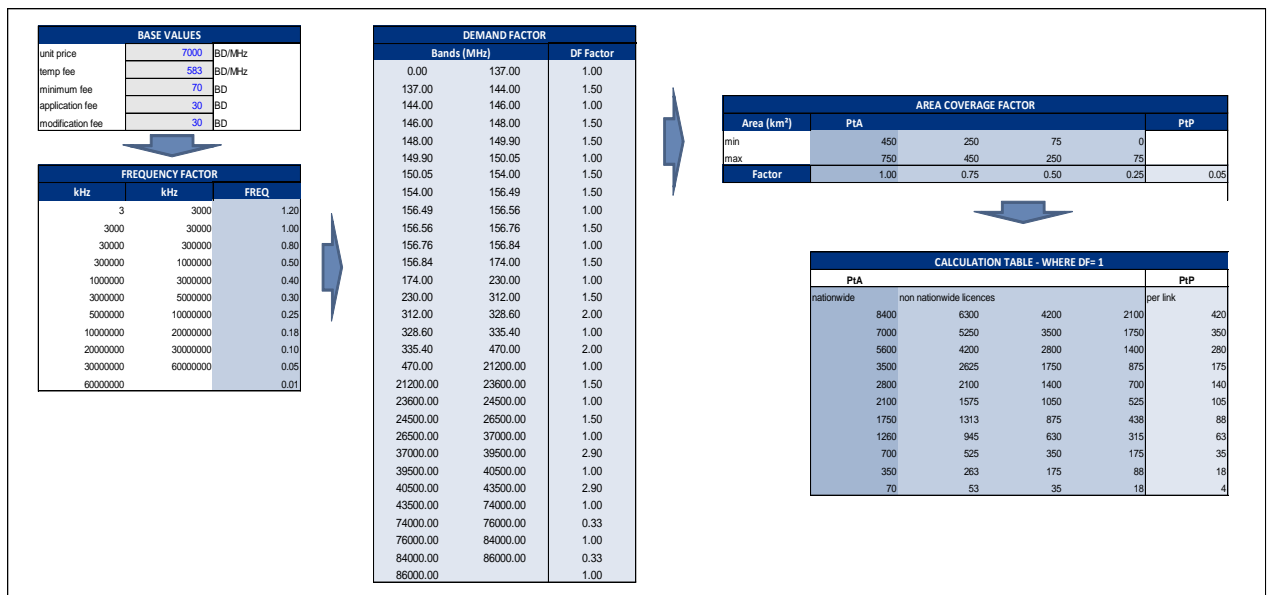 BASE VALUES
unit price 7000 BD/MHz
temp fee 583 BD/MHz
minimum fee 70 BD
application fee 30 BD
modification fee 30 BD
FREQUENCY FACTOR
kHz kHz FREQ
3 3000 1.20
3000 30000 1.00
30000 300000 0.80
300000 1000000 0.50
1000000 3000000 0.40
3000000 5000000 0.30
5000000 10000000 0.25
10000000 20000000 0.18
20000000 30000000 0.10
30000000 60000000 0.05
60000000 0.01
DEMAND FACTOR
Bands (MHz) DF Factor
0.00 137.00 1.00
137.00 144.00 1.50
144.00 146.00 1.00
146.00 148.00 1.50
148.00 149.90 1.50
149.90 150.05 1.00
150.05 154.00 1.50
154.00 156.49 1.50
156.49 156.56 1.00
156.56 156.76 1.50
156.76 156.84 1.00
156.84 174.00 1.50
174.00 230.00 1.00
230.00 312.00 1.50
312.00 328.60 2.00
328.60 335.40 1.00
335.40 470.00 2.00
470.00 21200.00 1.00
21200.00 23600.00 1.50
23600.00 24500.00 1.00
24500.00 26500.00 1.50
26500.00 37000.00 1.00
37000.00 39500.00 2.90
39500.00 40500.00 1.00
40500.00 43500.00 2.90
43500.00 74000.00 1.00
74000.00 76000.00 0.33
76000.00 84000.00 1.00
84000.00 86000.00 0.33
86000.00 1.00
AREA COVERAGE FACTOR
Area (km²) PtA PtP
min 450 250 75 0
max 750 450 250 75
Factor 1.00 0.75 0.50 0.25 0.05
CALCULATION TABLE - WHERE DF= 1
PtA PtP
nationwide non nationwide licences per link
8400 6300 4200 2100 420
7000 5250 3500 1750 350
5600 4200 2800 1400 280
3500 2625 1750 875 175
2800 2100 1400 700 140
2100 1575 1050 525 105
1750 1313 875 438 88
1260 945 630 315 63
700 525 350 175 35
350 263 175 88 18
70 53 35 18 4